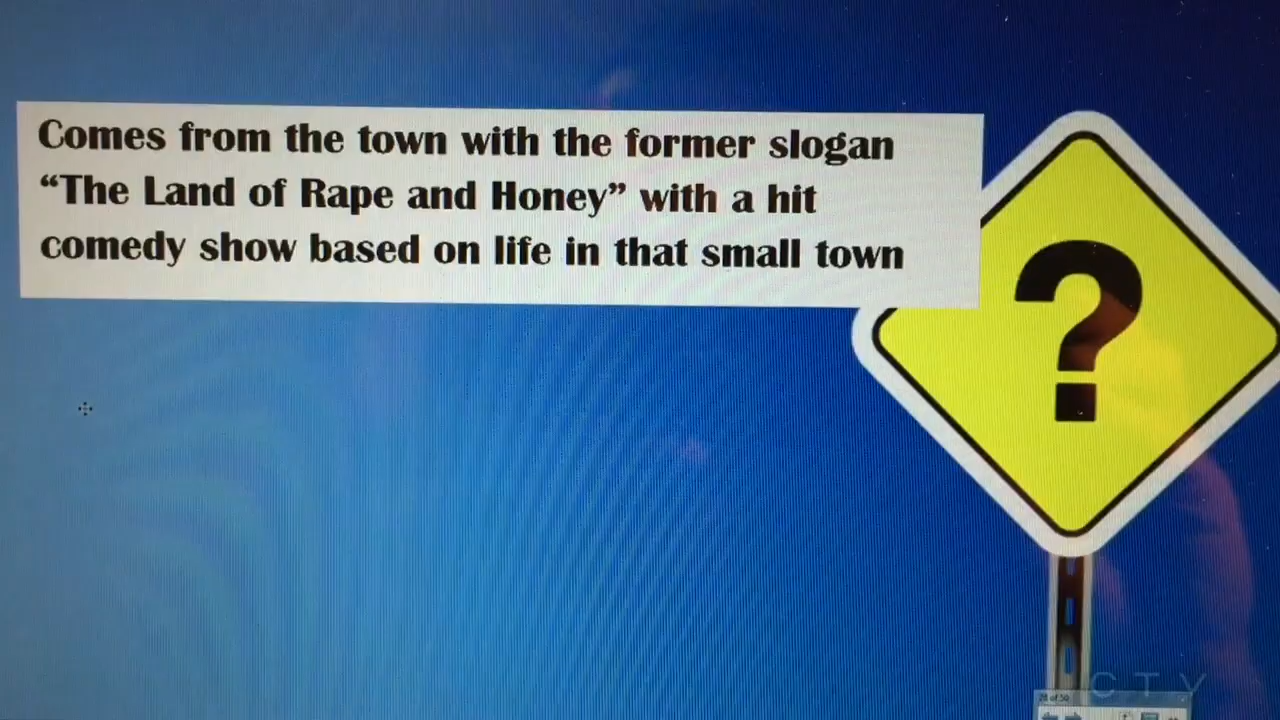 Comes from the town with the former slogan
“The Land of Rape and Honey” with a hit
comedy show based on life in that small town
?
CTV